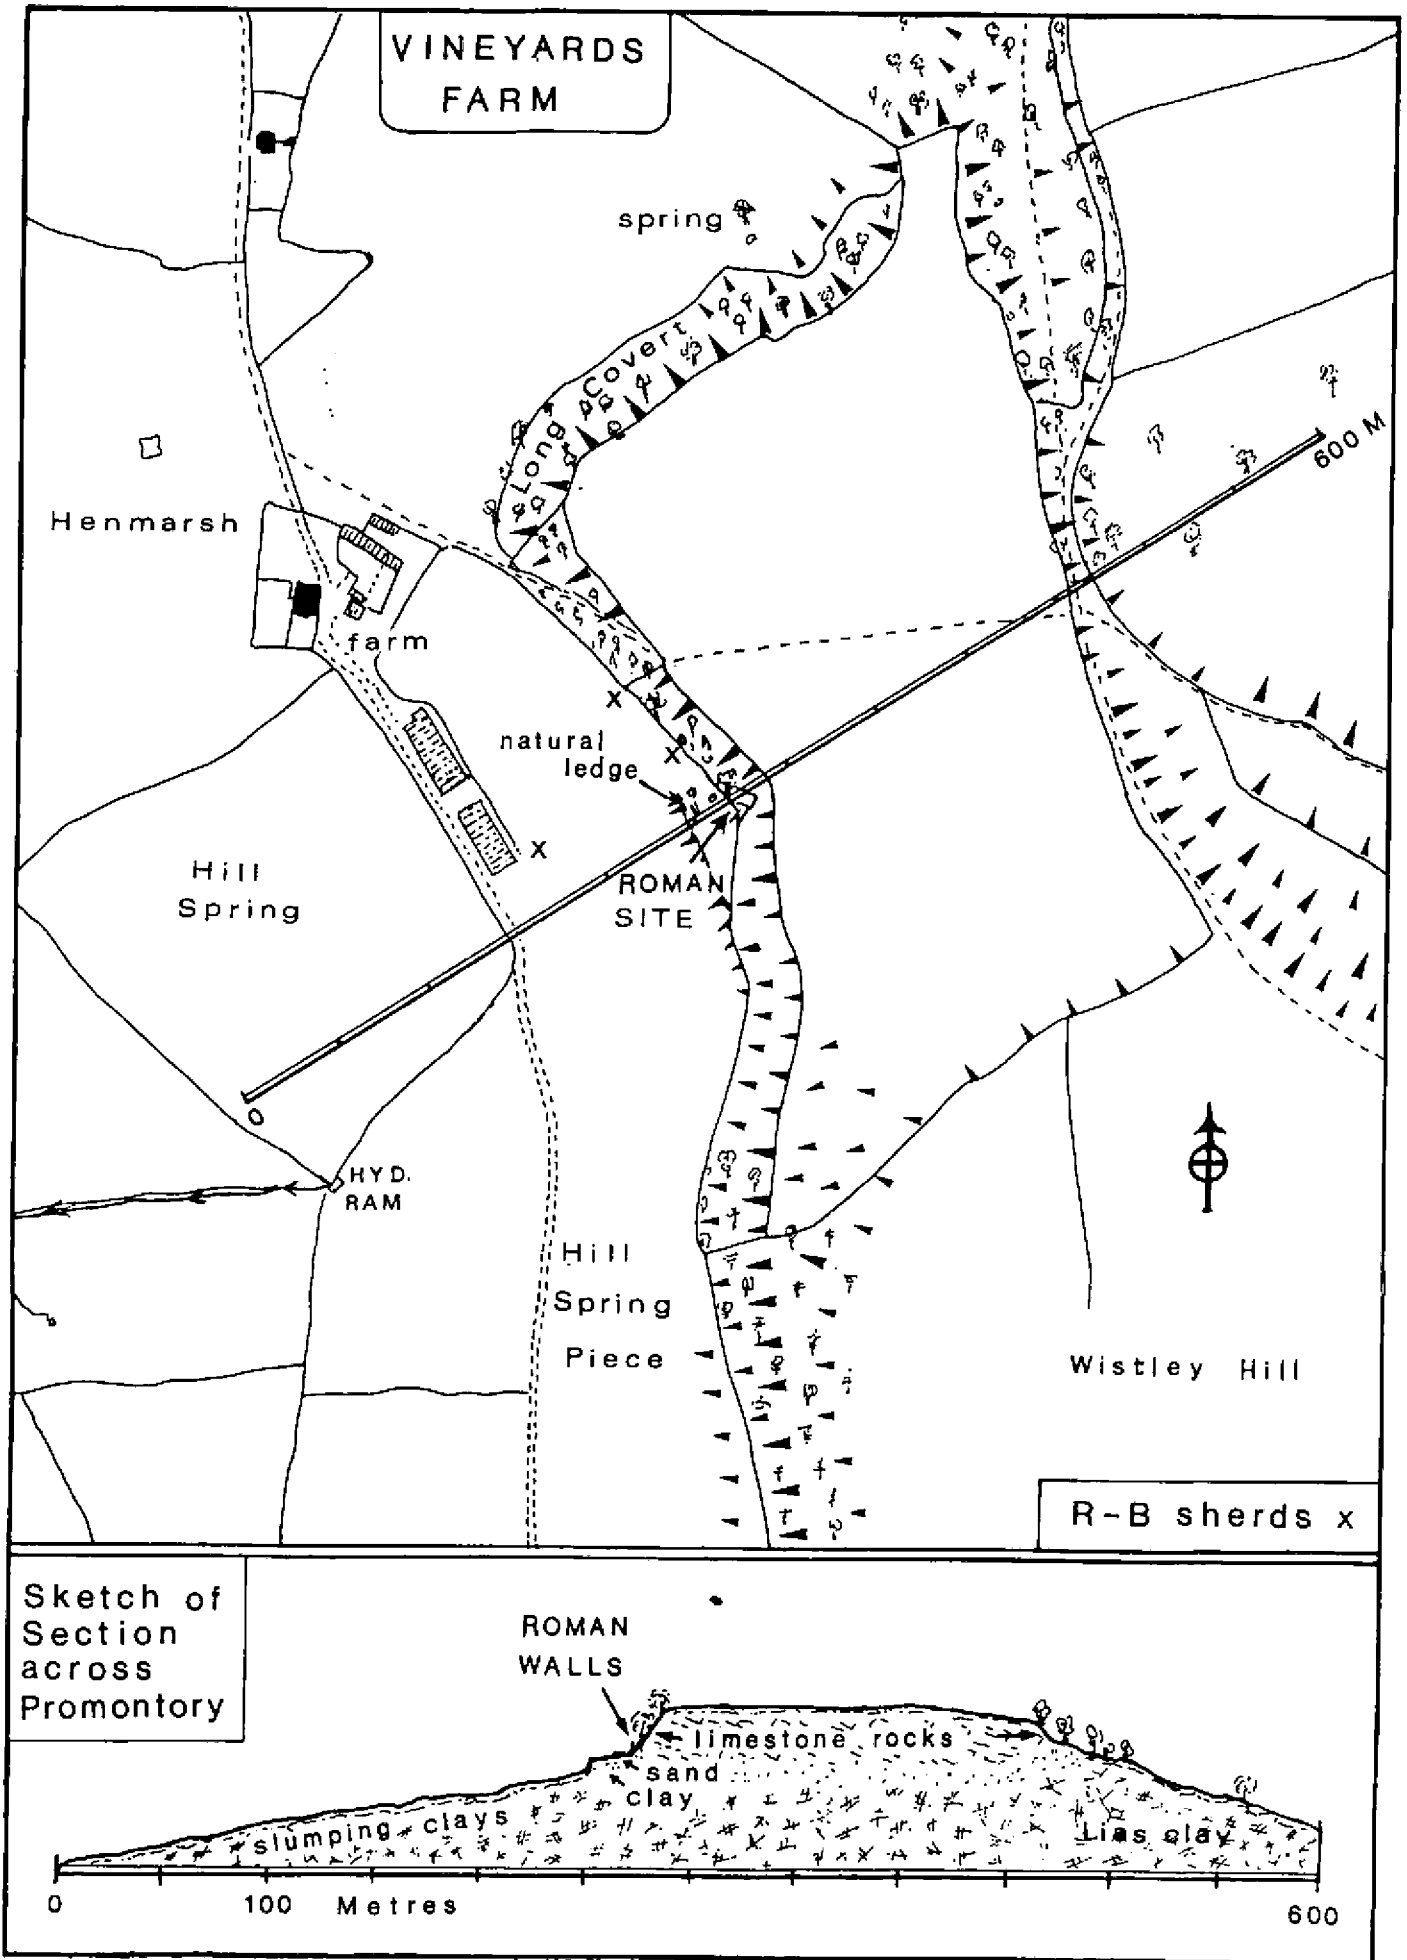 VINEYARDS
FARM
spring
Long Covert
600 M
Henmarsh
farm
natural
ledge
Hill
Spring
ROMAN
SITE
0
HYD.
RAM
Hill
Spring
Piece
Wistley Hill
R-B sherds x
Sketch of
Section
across
Promontory
ROMAN
WALLS
limestone rocks
sand
clay
slumping clays
Lias clay
0
100 Metres
600